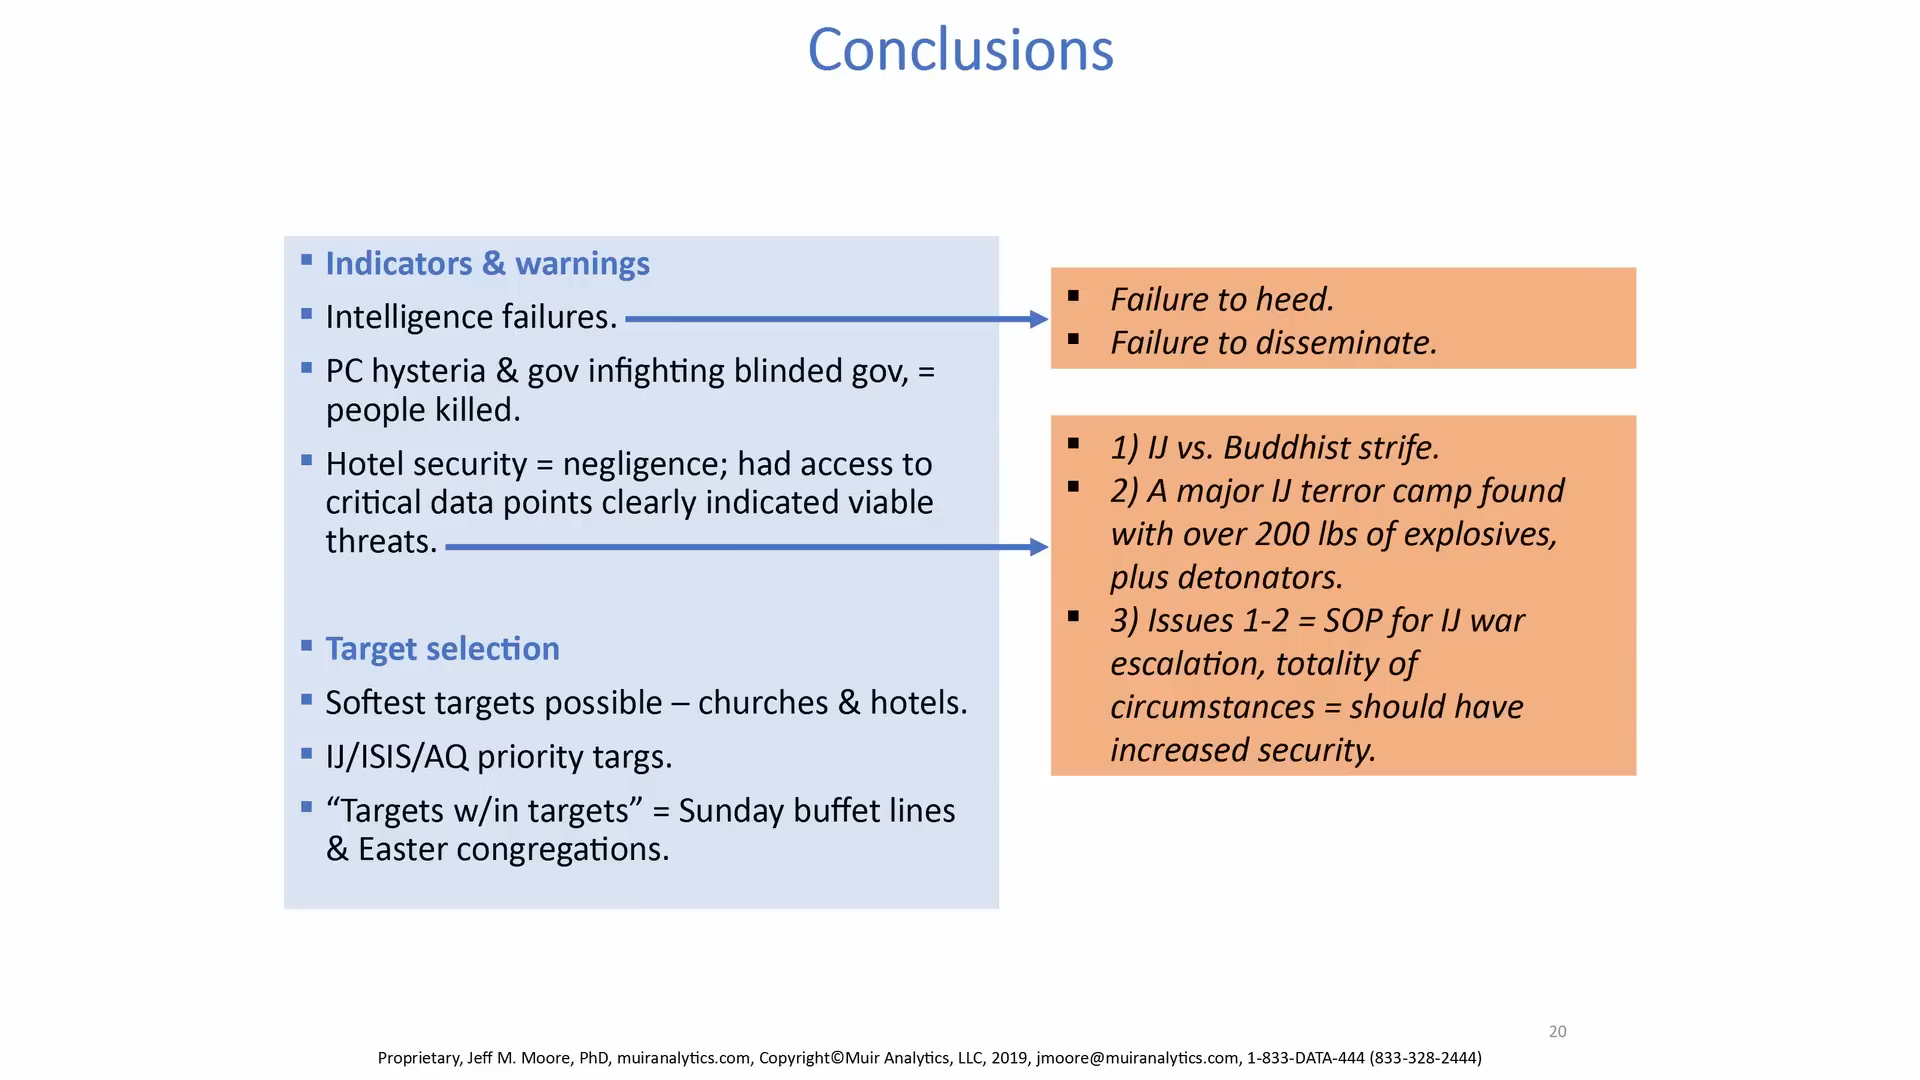 Conclusions
▪ Indicators & warnings
▪ Intelligence failures.
▪ PC hysteria & gov infighting blinded gov, =
people killed.
▪ Hotel security = negligence; had access to
critical data points clearly indicated viable
threats.
▪ Target selection
▪ Softest targets possible – churches & hotels.
▪ IJ/ISIS/AQ priority targs.
▪ “Targets w/in targets” = Sunday buffet lines
& Easter congregations.
▪ Failure to heed.
▪ Failure to disseminate.
▪ 1) IJ vs. Buddhist strife.
▪ 2) A major IJ terror camp found
with over 200 lbs of explosives,
plus detonators.
▪ 3) Issues 1-2 = SOP for IJ war
escalation, totality of
circumstances = should have
increased security.
20
Proprietary, Jeff M. Moore, PhD, muiranalytics.com, Copyright©Muir Analytics, LLC, 2019, jmoore@muiranalytics.com, 1-833-DATA-444 (833-328-2444)